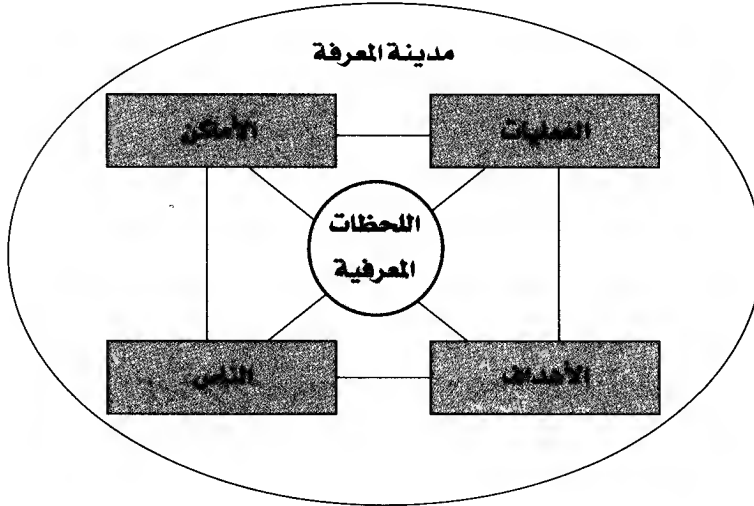 مدينة المعرفة
العمليات
الأماكن
اللحظات
المعرفية
الأهداف
الناس